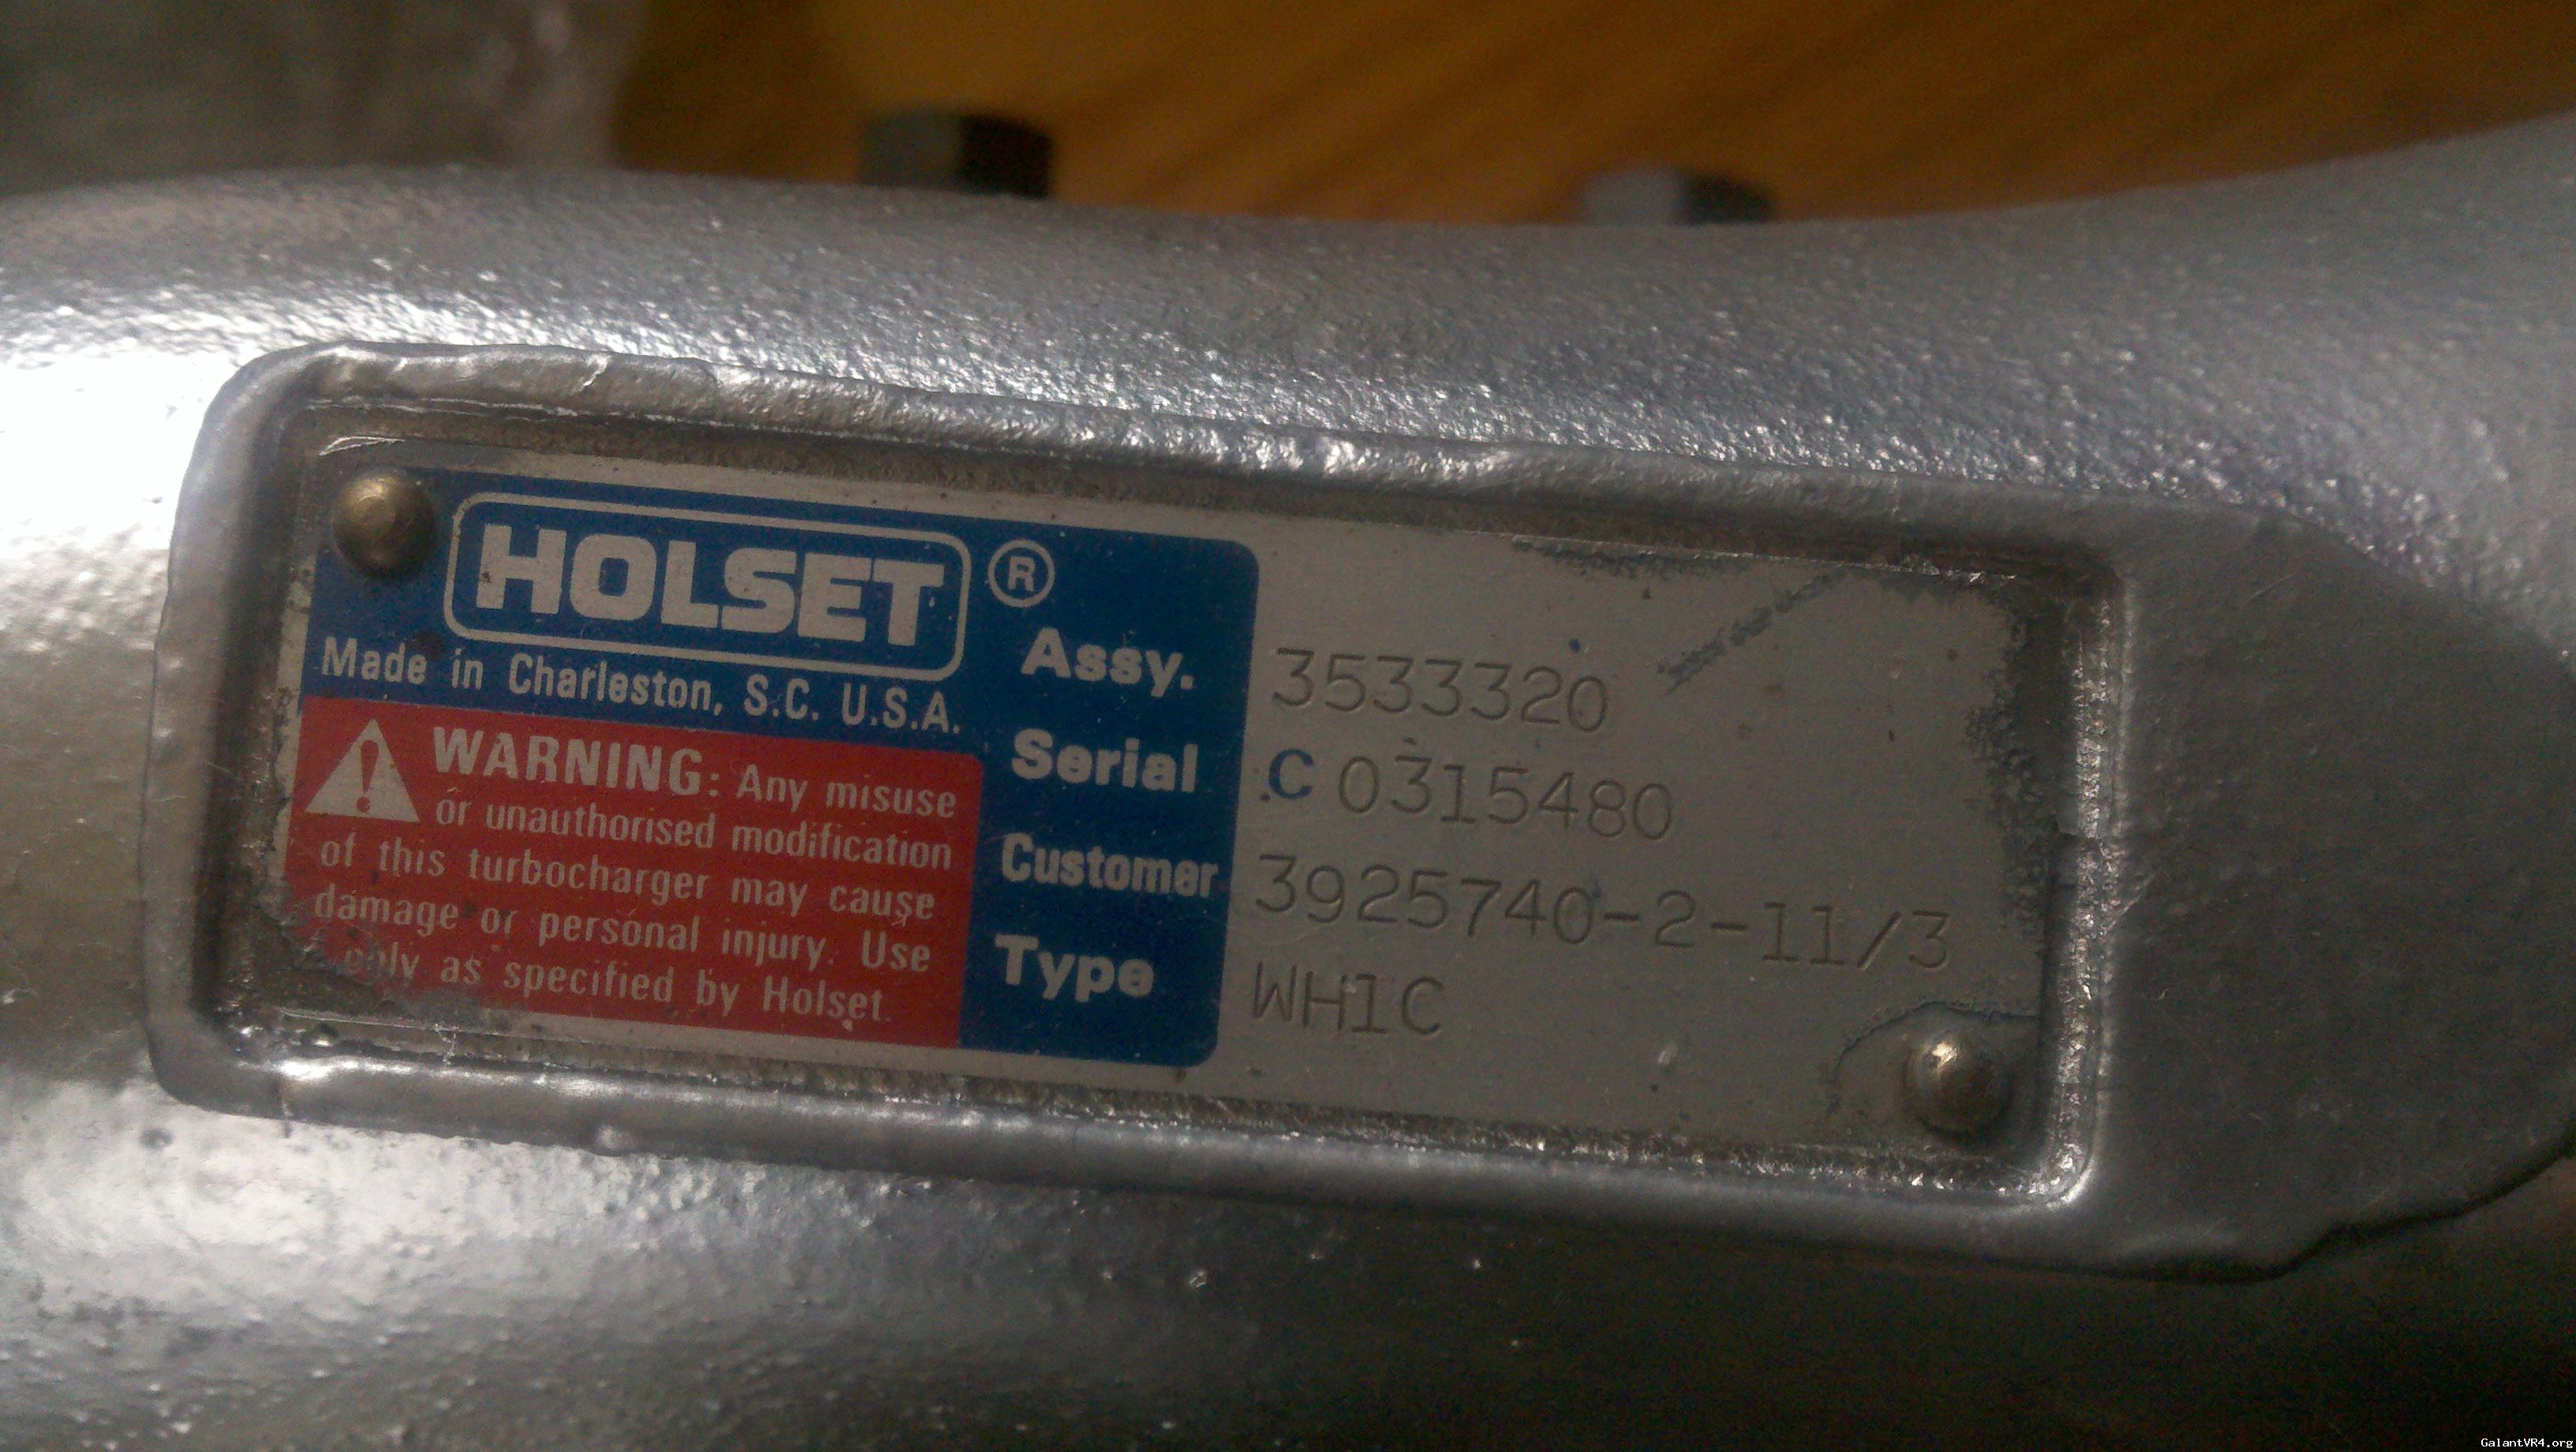 HOLSET ®
Made in Charleston, S.C. U.S.A.
WARNING: Any misuse
or unauthorised modification
of this turbocharger may cause
damage or personal injury. Use
only as specified by Holset.
Assy. 3533320
Serial C 0315480
Customer 3925740-2-11/3
Type WH1C
GalantVR4.org